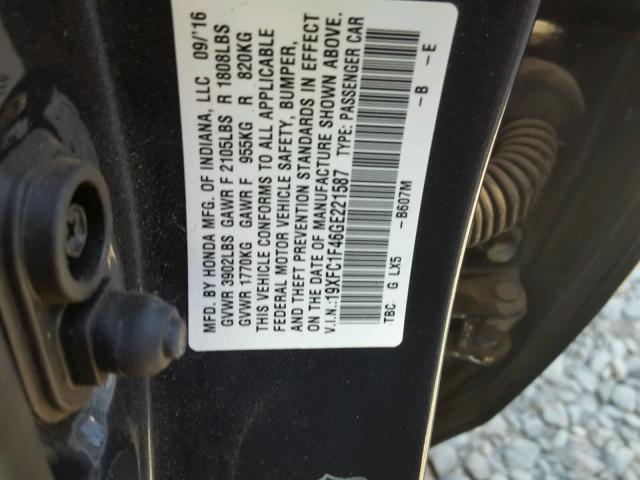 MFD. BY HONDA MFG. OF INDIANA, LLC 09/'16
GVWR 3902LBS GAWR F 2105LBS R 1808LBS
GVWR 1770KG GAWR F 955KG R 820KG
THIS VEHICLE CONFORMS TO ALL APPLICABLE
FEDERAL MOTOR VEHICLE SAFETY, BUMPER,
AND THEFT PREVENTION STANDARDS IN EFFECT
ON THE DATE OF MANUFACTURE SHOWN ABOVE.
V.I.N.:19XFC1F46GE221587 TYPE: PASSENGER CAR
TBC G LX5 -B607M -B -E